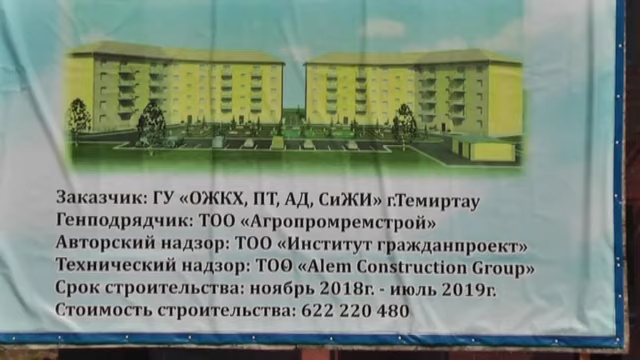 Заказчик: ГУ «ОЖКХ, ПТ, АД, СиЖИ» г.Темиртау
Генподрядчик: ТОО «Агропромремстрой»
Авторский надзор: ТОО «Институт гражданпроект»
Технический надзор: ТОО «Alem Construction Group»
Срок строительства: ноябрь 2018г. - июль 2019г.
Стоимость строительства: 622 220 480